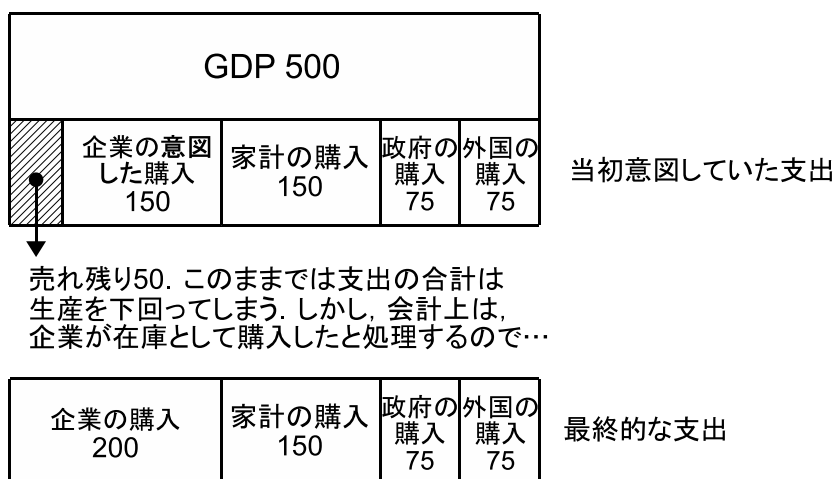 GDP 500
企業の意図
した購入
150
家計の購入
150
政府の
購入
75
外国の
購入
75
当初意図していた支出
売れ残り50. このままでは支出の合計は
生産を下回ってしまう. しかし, 会計上は,
企業が在庫として購入したと処理するので…
企業の購入
200
家計の購入
150
政府の
購入
75
外国の
購入
75
最終的な支出